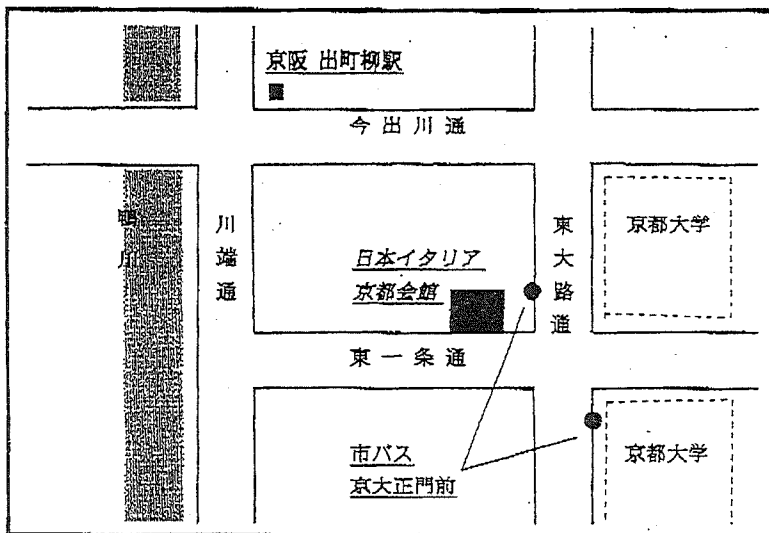 京阪 出町柳駅
今出川通
鴨川
川端通
日本イタリア
京都会館
東大路通
京都大学
東一条通
市バス
京大正門前
京都大学